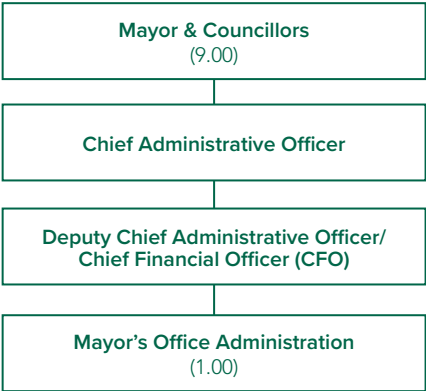 Mayor & Councillors
(9.00)
Chief Administrative Officer
Deputy Chief Administrative Officer/
Chief Financial Officer (CFO)
Mayor’s Office Administration
(1.00)